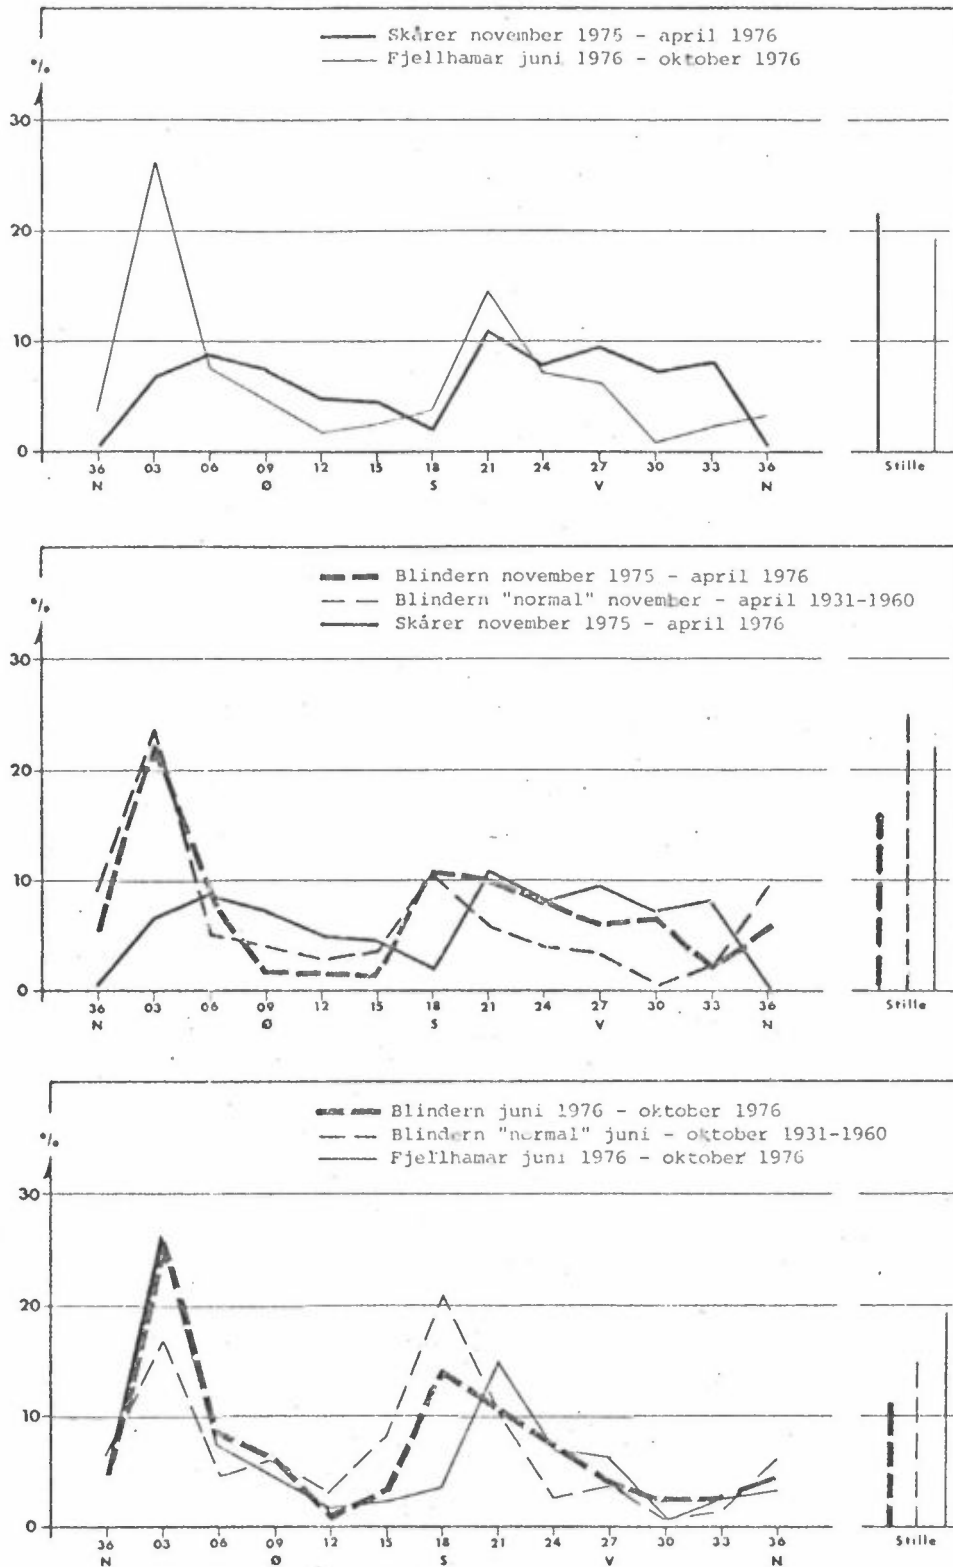 Skårer november 1975 - april 1976
Fjellhamar juni 1976 - oktober 1976
%
30
20
10
0
36 03 06 09 12 15 18 21 24 27 30 33 36
N Ø S V N
Stille
Blindern november 1975 - april 1976
Blindern "normal" november - april 1931-1960
Skårer november 1975 - april 1976
%
30
20
10
0
36 03 06 09 12 15 18 21 24 27 30 33 36
N Ø S V N
Stille
Blindern juni 1976 - oktober 1976
Blindern "normal" juni - oktober 1931-1960
Fjellhamar juni 1976 - oktober 1976
%
30
20
10
0
36 03 06 09 12 15 18 21 24 27 30 33 36
N Ø S V N
Stille